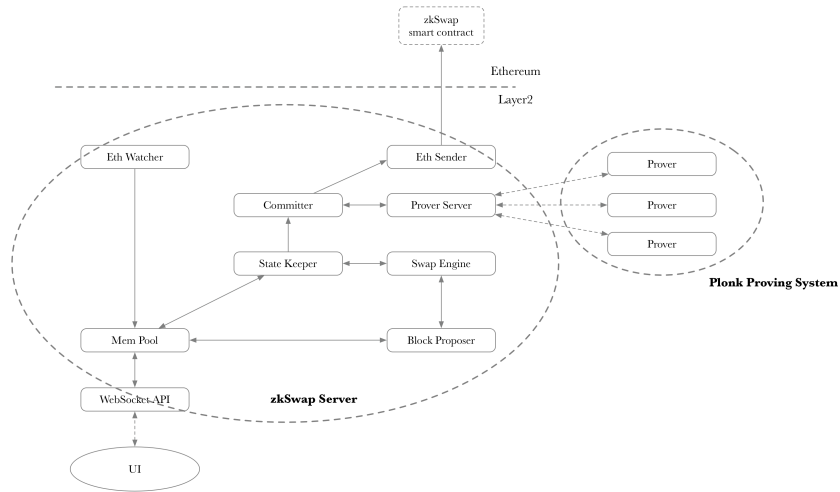 zkSwap
smart contract
Ethereum
Layer2
Eth Watcher
Eth Sender
Prover
Committer
Prover Server
Prover
Prover
State Keeper
Swap Engine
Plonk Proving System
Mem Pool
Block Proposer
WebSocket API
zkSwap Server
UI